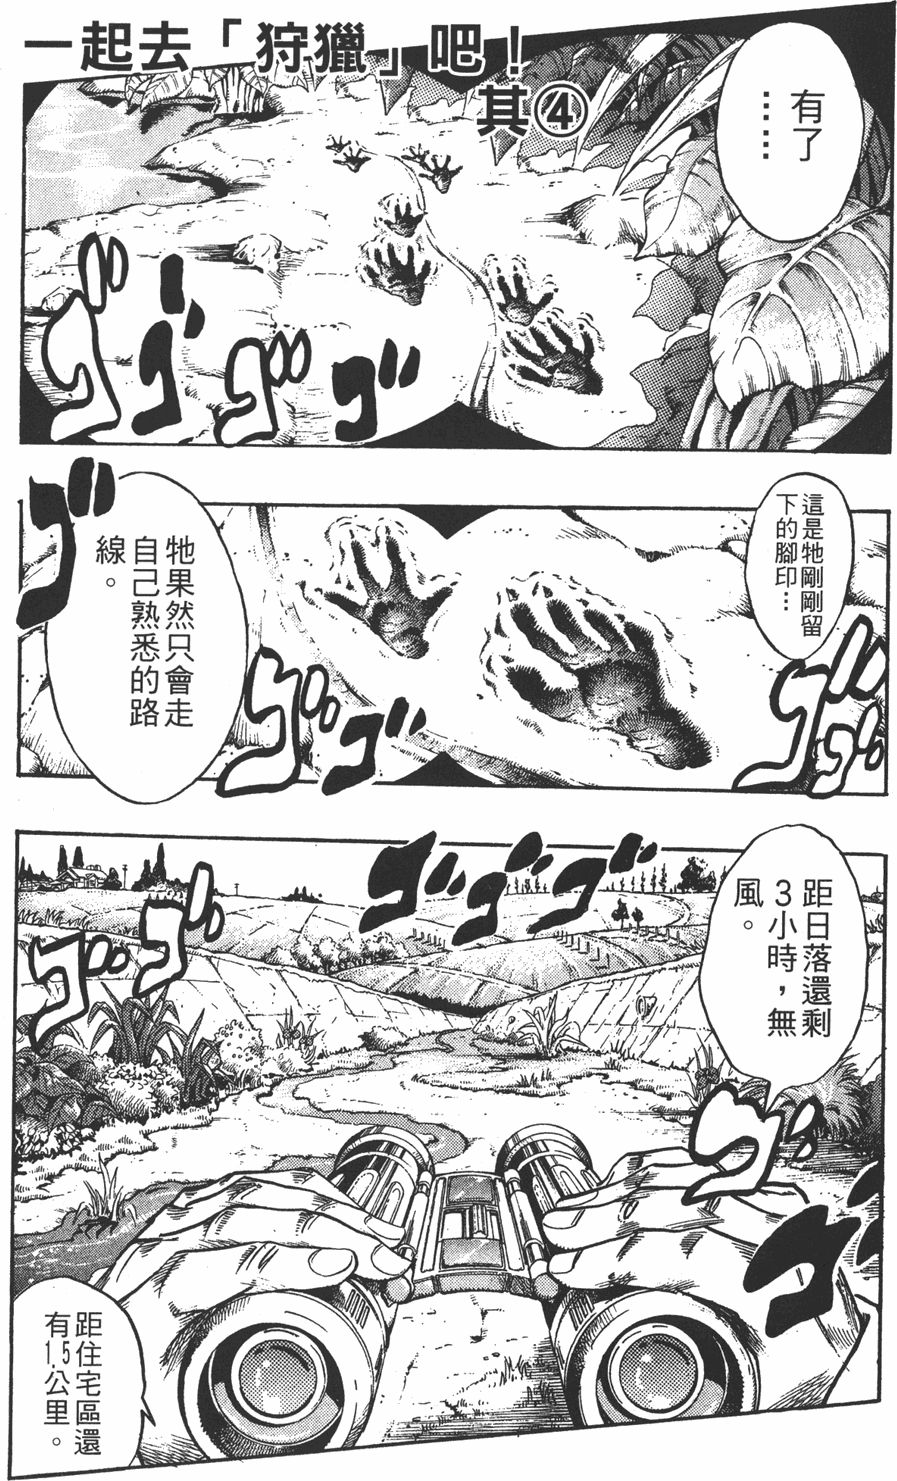 一起去「狩獵」吧！
其④
有了
⋯⋯
ゴゴゴゴ
這是牠剛剛留
下的腳印⋯
牠果然只會走
自己熟悉的路
線。
ゴゴゴゴゴ
距日落還剩
3小時，無
風。
ゴゴゴゴゴゴゴ
距住宅區還
有1.5公里。